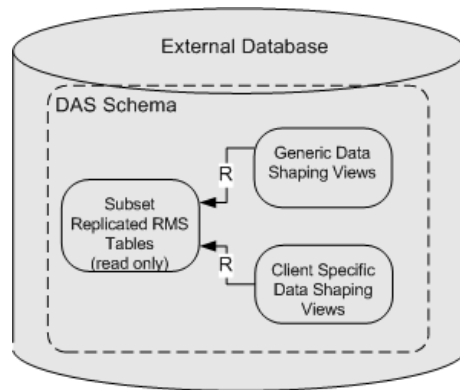 External Database
DAS Schema
Generic Data
Shaping Views
R
Subset
Replicated RMS
Tables
(read only)
R
Client Specific
Data Shaping
Views